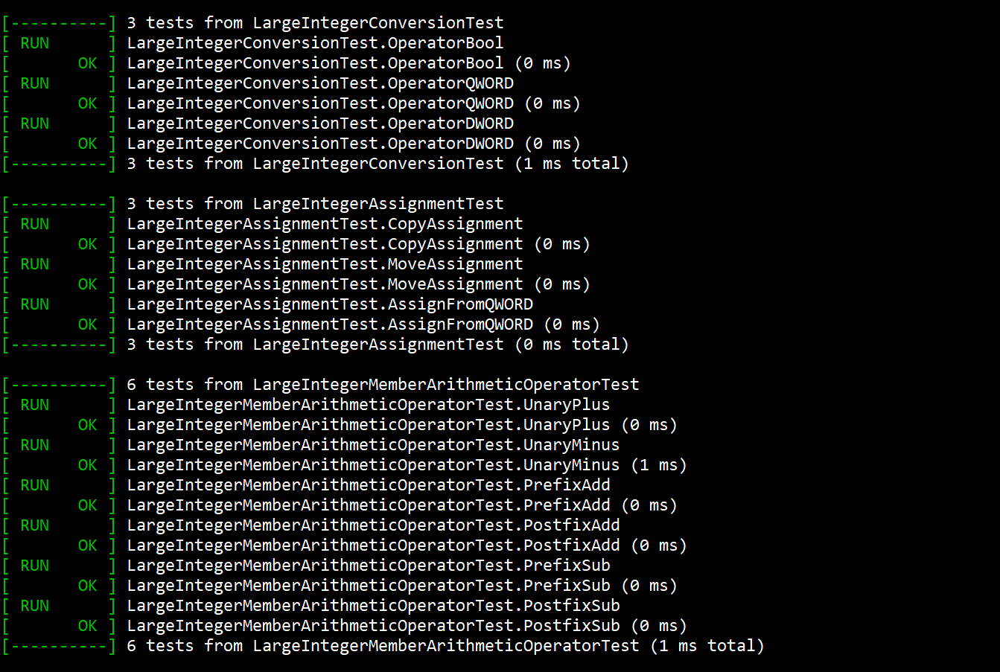 [----------] 3 tests from LargeIntegerConversionTest
[ RUN      ] LargeIntegerConversionTest.OperatorBool
[       OK ] LargeIntegerConversionTest.OperatorBool (0 ms)
[ RUN      ] LargeIntegerConversionTest.OperatorQWORD
[       OK ] LargeIntegerConversionTest.OperatorQWORD (0 ms)
[ RUN      ] LargeIntegerConversionTest.OperatorDWORD
[       OK ] LargeIntegerConversionTest.OperatorDWORD (0 ms)
[----------] 3 tests from LargeIntegerConversionTest (1 ms total)

[----------] 3 tests from LargeIntegerAssignmentTest
[ RUN      ] LargeIntegerAssignmentTest.CopyAssignment
[       OK ] LargeIntegerAssignmentTest.CopyAssignment (0 ms)
[ RUN      ] LargeIntegerAssignmentTest.MoveAssignment
[       OK ] LargeIntegerAssignmentTest.MoveAssignment (0 ms)
[ RUN      ] LargeIntegerAssignmentTest.AssignFromQWORD
[       OK ] LargeIntegerAssignmentTest.AssignFromQWORD (0 ms)
[----------] 3 tests from LargeIntegerAssignmentTest (0 ms total)

[----------] 6 tests from LargeIntegerMemberArithmeticOperatorTest
[ RUN      ] LargeIntegerMemberArithmeticOperatorTest.UnaryPlus
[       OK ] LargeIntegerMemberArithmeticOperatorTest.UnaryPlus (0 ms)
[ RUN      ] LargeIntegerMemberArithmeticOperatorTest.UnaryMinus
[       OK ] LargeIntegerMemberArithmeticOperatorTest.UnaryMinus (1 ms)
[ RUN      ] LargeIntegerMemberArithmeticOperatorTest.PrefixAdd
[       OK ] LargeIntegerMemberArithmeticOperatorTest.PrefixAdd (0 ms)
[ RUN      ] LargeIntegerMemberArithmeticOperatorTest.PostfixAdd
[       OK ] LargeIntegerMemberArithmeticOperatorTest.PostfixAdd (0 ms)
[ RUN      ] LargeIntegerMemberArithmeticOperatorTest.PrefixSub
[       OK ] LargeIntegerMemberArithmeticOperatorTest.PrefixSub (0 ms)
[ RUN      ] LargeIntegerMemberArithmeticOperatorTest.PostfixSub
[       OK ] LargeIntegerMemberArithmeticOperatorTest.PostfixSub (0 ms)
[----------] 6 tests from LargeIntegerMemberArithmeticOperatorTest (1 ms total)